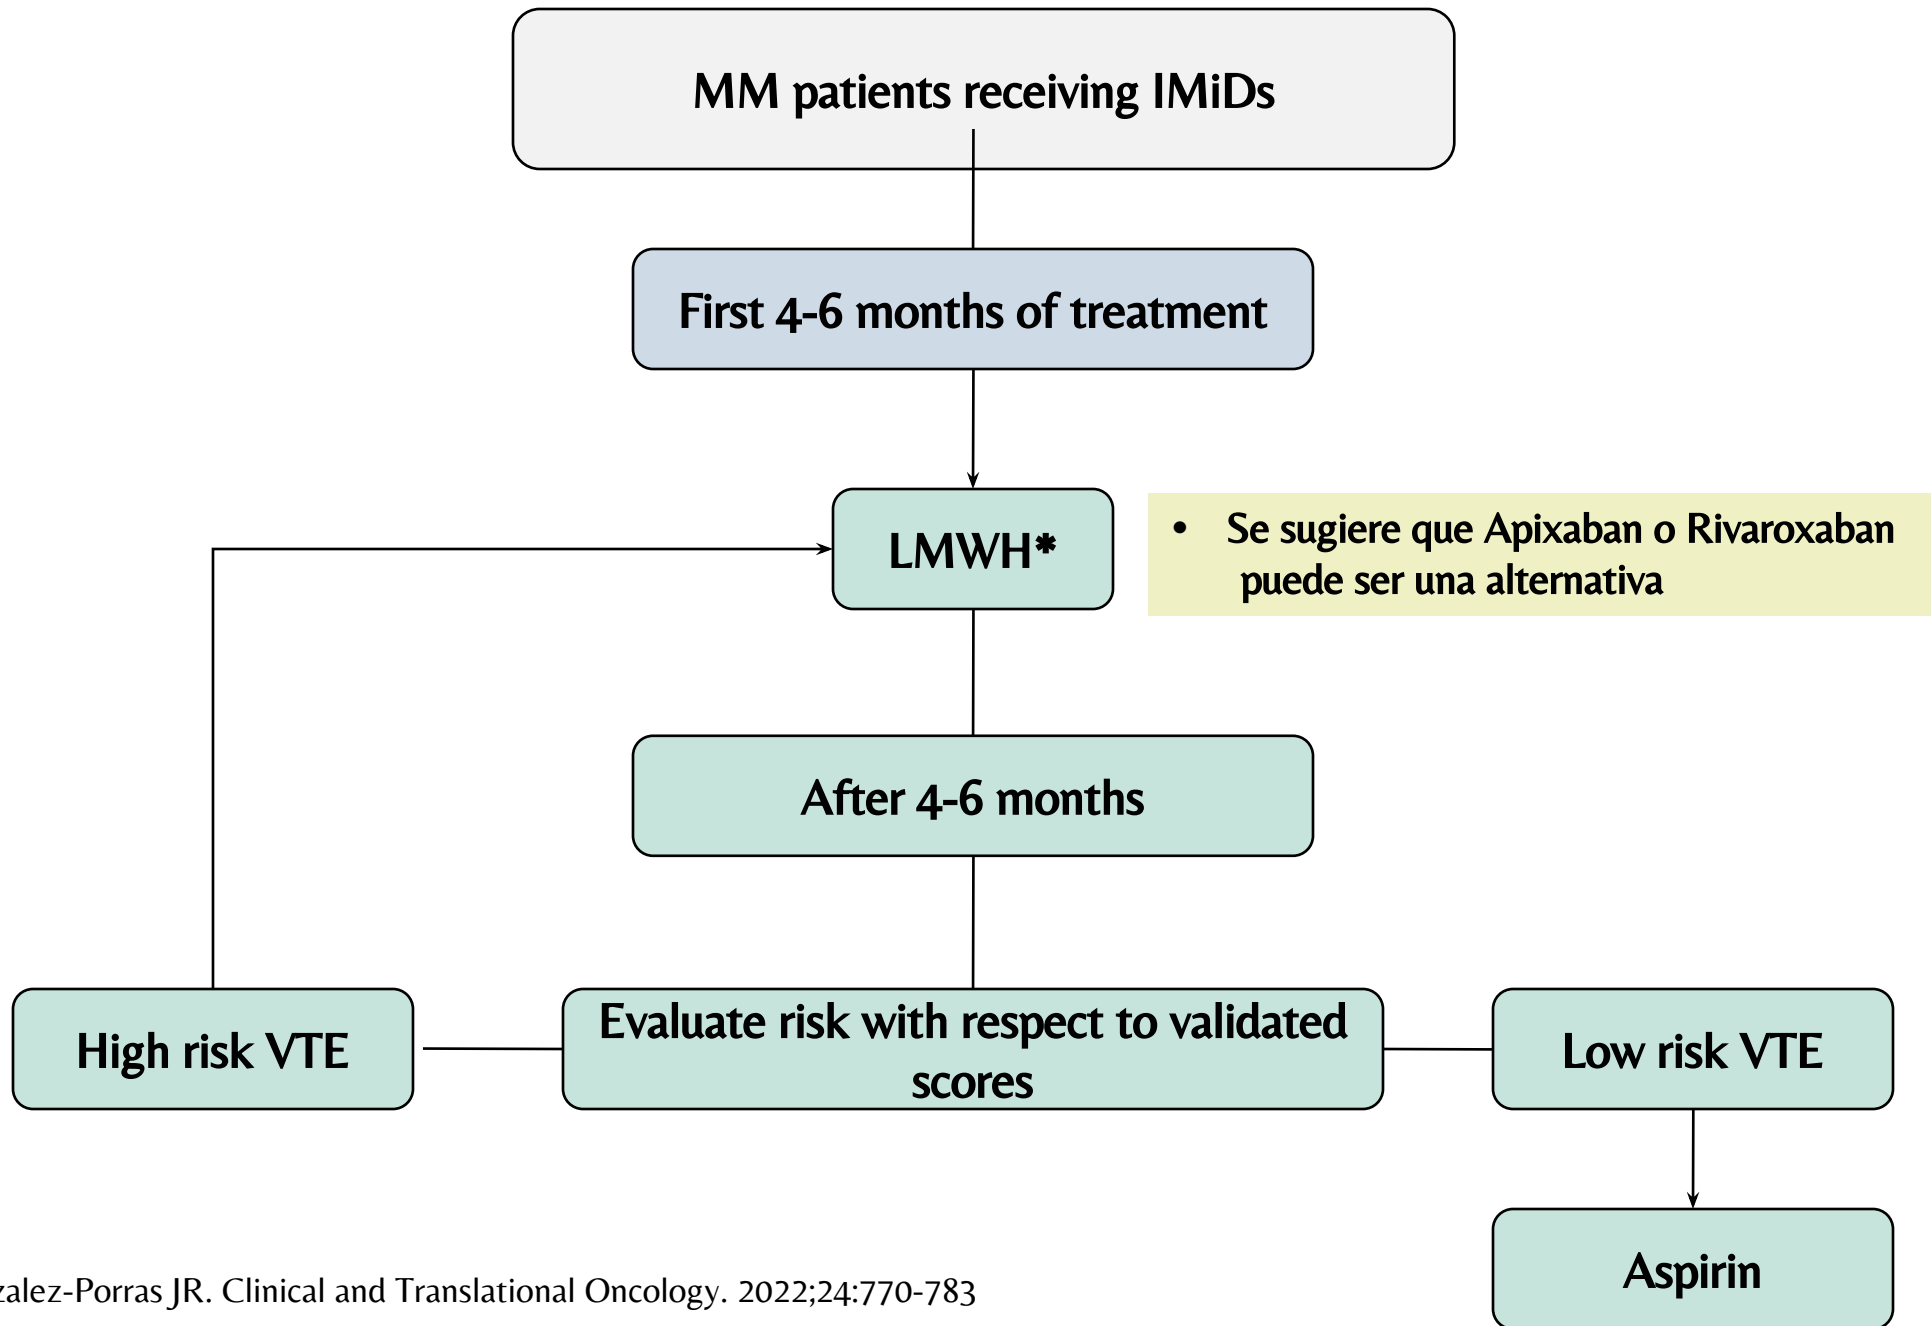 MM patients receiving IMiDs
First 4-6 months of treatment
LMWH*
• Se sugiere que Apixaban o Rivaroxaban
puede ser una alternativa
After 4-6 months
High risk VTE
Evaluate risk with respect to validated
scores
Low risk VTE
Aspirin
zalez-Porras JR. Clinical and Translational Oncology. 2022;24:770-783